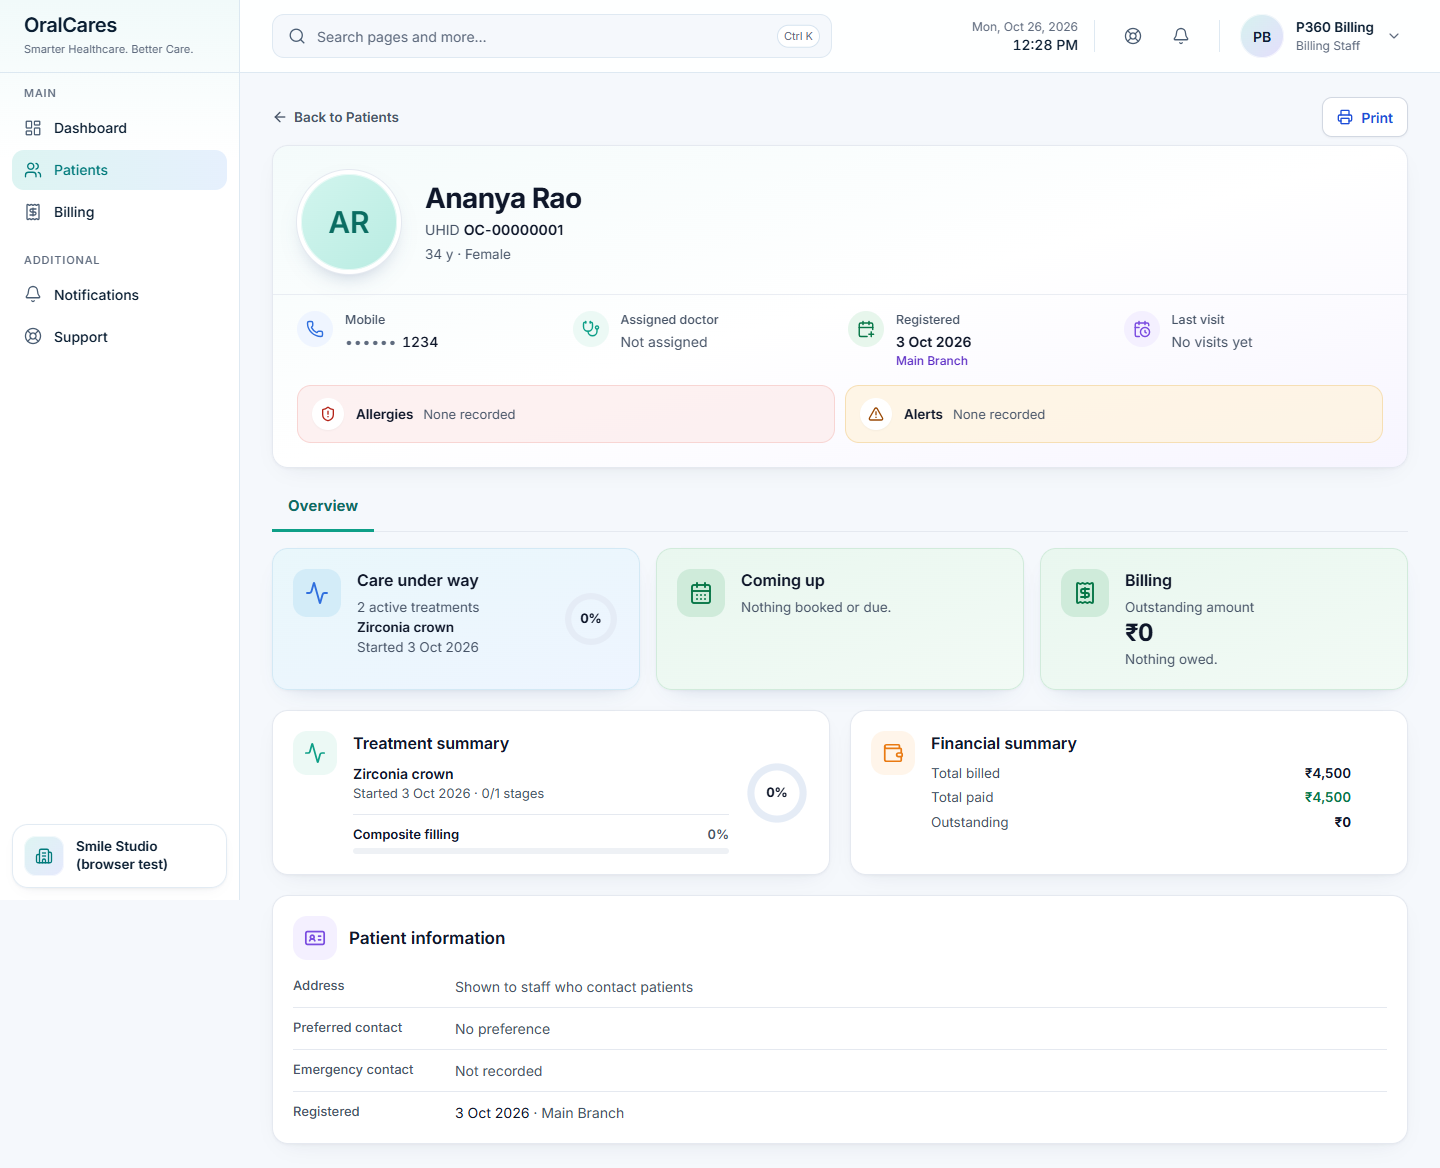 OralCares
Smarter Healthcare. Better Care.
Search pages and more...
Ctrl K
Mon, Oct 26, 2026
12:28 PM
PB
P360 Billing
Billing Staff
MAIN
Dashboard
Patients
Billing
ADDITIONAL
Notifications
Support
Smile Studio
(browser test)
Back to Patients
Print
AR
Ananya Rao
UHID OC-00000001
34 y · Female
Mobile
•••••• 1234
Assigned doctor
Not assigned
Registered
3 Oct 2026
Main Branch
Last visit
No visits yet
Allergies None recorded
Alerts None recorded
Overview
Care under way
2 active treatments
Zirconia crown
Started 3 Oct 2026
0%
Coming up
Nothing booked or due.
Billing
Outstanding amount
₹0
Nothing owed.
Treatment summary
Zirconia crown
Started 3 Oct 2026 · 0/1 stages
Composite filling 0%
0%
Financial summary
Total billed ₹4,500
Total paid ₹4,500
Outstanding ₹0
Patient information
Address Shown to staff who contact patients
Preferred contact No preference
Emergency contact Not recorded
Registered 3 Oct 2026 · Main Branch